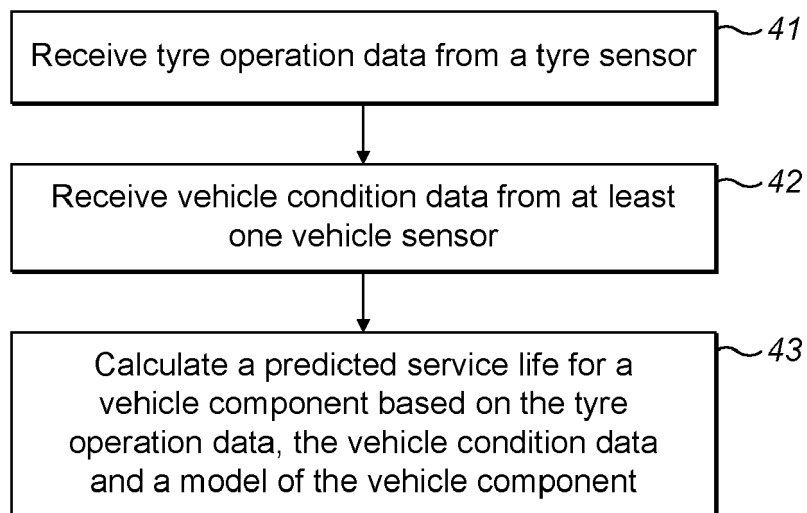 Receive tyre operation data from a tyre sensor
41
Receive vehicle condition data from at least
one vehicle sensor
42
Calculate a predicted service life for a
vehicle component based on the tyre
operation data, the vehicle condition data
and a model of the vehicle component
43